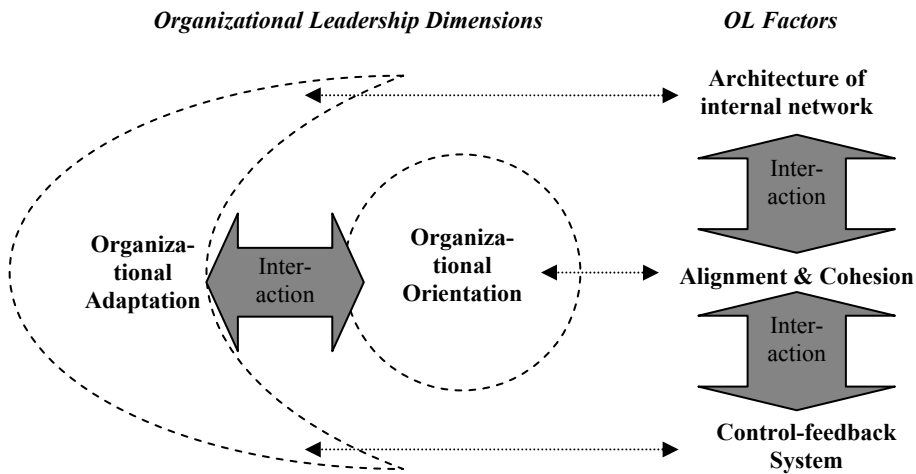 Organizational Leadership Dimensions
OL Factors
Architecture of
internal network
Inter-
action
Organiza-
tional
Adaptation
Inter-
action
Organiza-
tional
Orientation
Alignment & Cohesion
Inter-
action
Control-feedback
System